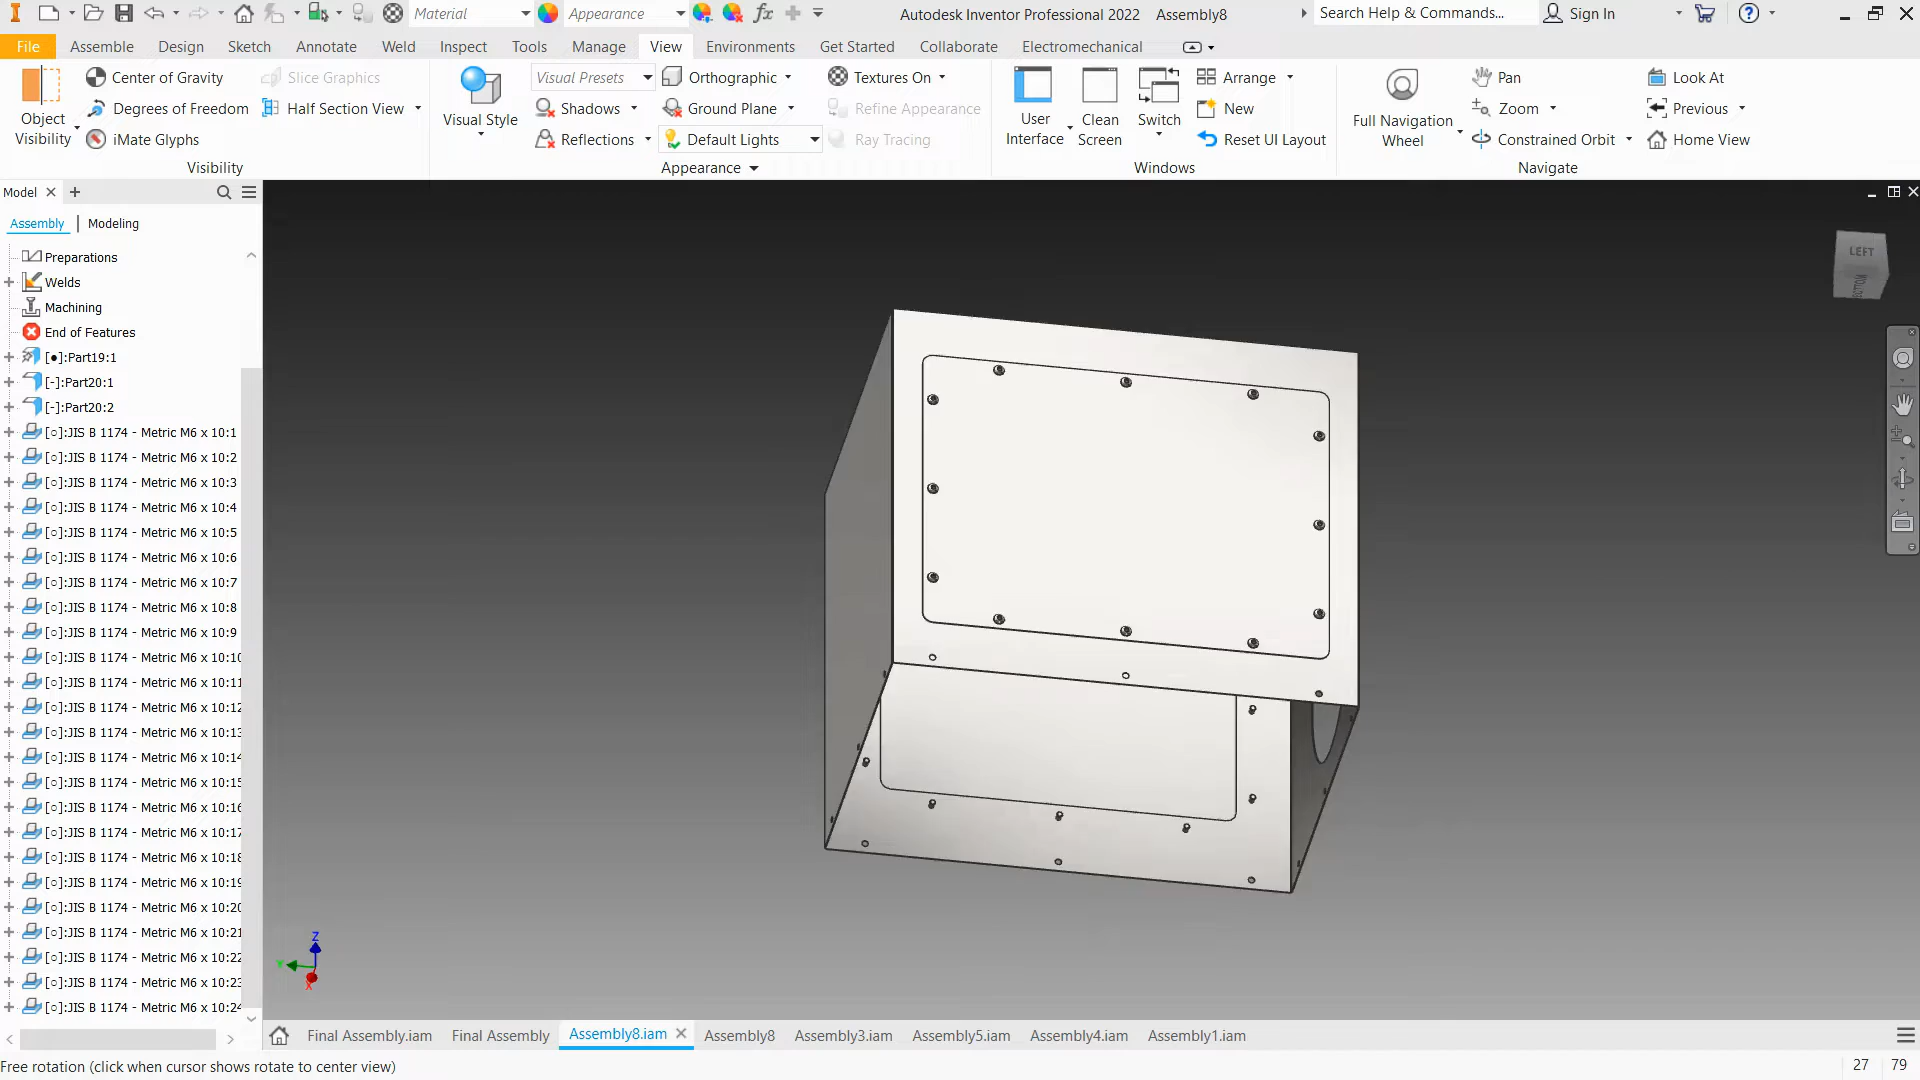 Material
Appearance
Autodesk Inventor Professional 2022 Assembly8
Search Help & Commands...
Sign In
File
Assemble
Design
Sketch
Annotate
Weld
Inspect
Tools
Manage
View
Environments
Get Started
Collaborate
Electromechanical
Object
Visibility
Center of Gravity
Degrees of Freedom
iMate Glyphs
Slice Graphics
Half Section View
Visibility
Visual Style
Visual Presets
Shadows
Reflections
Orthographic
Ground Plane
Default Lights
Textures On
Refine Appearance
Ray Tracing
Appearance
User
Interface
Clean
Screen
Switch
Arrange
New
Reset UI Layout
Windows
Full Navigation
Wheel
Pan
Zoom
Constrained Orbit
Look At
Previous
Home View
Navigate
Model
Assembly | Modeling
Preparations
Welds
Machining
End of Features
[●]:Part19:1
[-]:Part20:1
[-]:Part20:2
[○]:JIS B 1174 - Metric M6 x 10:1
[○]:JIS B 1174 - Metric M6 x 10:2
[○]:JIS B 1174 - Metric M6 x 10:3
[○]:JIS B 1174 - Metric M6 x 10:4
[○]:JIS B 1174 - Metric M6 x 10:5
[○]:JIS B 1174 - Metric M6 x 10:6
[○]:JIS B 1174 - Metric M6 x 10:7
[○]:JIS B 1174 - Metric M6 x 10:8
[○]:JIS B 1174 - Metric M6 x 10:9
[○]:JIS B 1174 - Metric M6 x 10:10
[○]:JIS B 1174 - Metric M6 x 10:11
[○]:JIS B 1174 - Metric M6 x 10:12
[○]:JIS B 1174 - Metric M6 x 10:13
[○]:JIS B 1174 - Metric M6 x 10:14
[○]:JIS B 1174 - Metric M6 x 10:15
[○]:JIS B 1174 - Metric M6 x 10:16
[○]:JIS B 1174 - Metric M6 x 10:17
[○]:JIS B 1174 - Metric M6 x 10:18
[○]:JIS B 1174 - Metric M6 x 10:19
[○]:JIS B 1174 - Metric M6 x 10:20
[○]:JIS B 1174 - Metric M6 x 10:21
[○]:JIS B 1174 - Metric M6 x 10:22
[○]:JIS B 1174 - Metric M6 x 10:23
[○]:JIS B 1174 - Metric M6 x 10:24
LEFT
Z
Y
X
Final Assembly.iam
Final Assembly
Assembly8.iam
Assembly8
Assembly3.iam
Assembly5.iam
Assembly4.iam
Assembly1.iam
Free rotation (click when cursor shows rotate to center view)
27 79